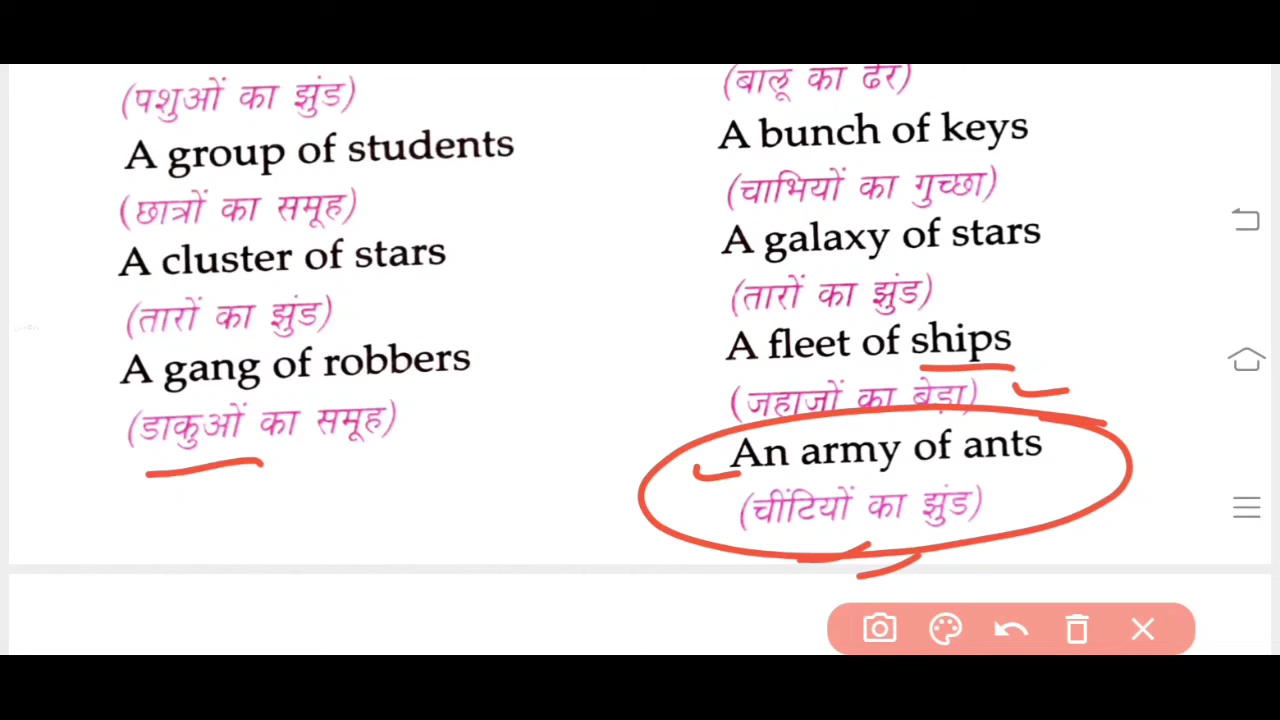 (पशुओं का झुंड)
A group of students
(छात्रों का समूह)
A cluster of stars
(तारों का झुंड)
A gang of robbers
(डाकुओं का समूह)
(बालू का ढेर)
A bunch of keys
(चाभियों का गुच्छा)
A galaxy of stars
(तारों का झुंड)
A fleet of ships
(जहाजों का बेड़ा)
An army of ants
(चींटियों का झुंड)